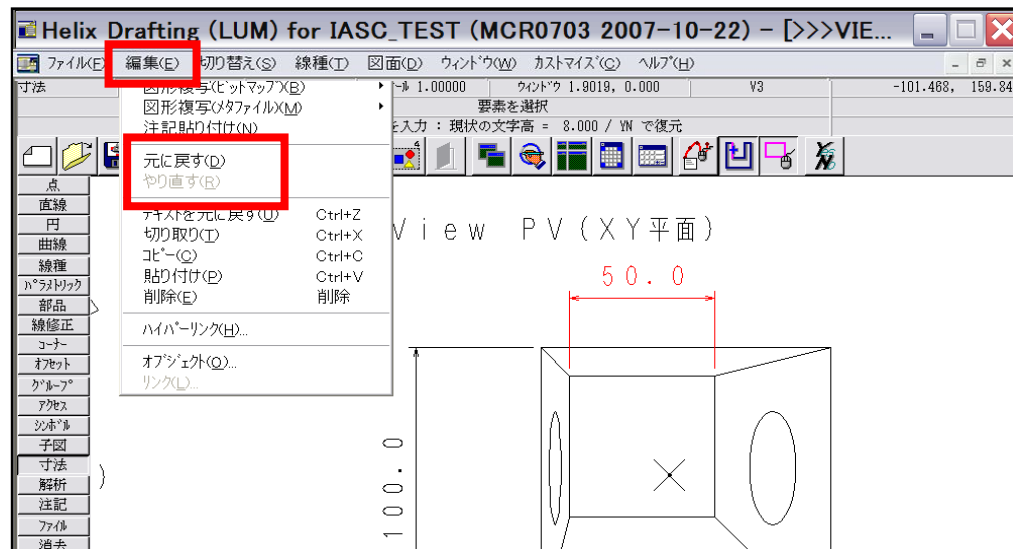 Helix Drafting (LUM) for IASC_TEST (MCR0703 2007-10-22) - [>>>VIE...
ファイル(F) 編集(E) 切り替え(S) 線種(T) 図面(D) ウィンドウ(W) カスタマイズ(C) ヘルプ(H)
寸法 ール 1.00000 ウィンドウ 1.9019, 0.000 V3 -101.468, 159.84
要素を選択
を入力 : 現状の文字高 = 8.000 / YN で復元
図形複写(ビットマップ)(B)
図形複写(メタファイル)(M)
注記貼り付け(N)
元に戻す(D)
やり直す(R)
テキストを元に戻す(U) Ctrl+Z
切り取り(T) Ctrl+X
コピー(C) Ctrl+C
貼り付け(P) Ctrl+V
削除(E) 削除
ハイパーリンク(H)...
オブジェクト(O)...
リンク(L)...
点
直線
円
曲線
線種
パラメトリック
部品
線修正
コーナー
オフセット
グループ
アクセス
シンボル
子図
寸法
解析
注記
ファイル
消去
View PV(XY平面)
50.0
100.0